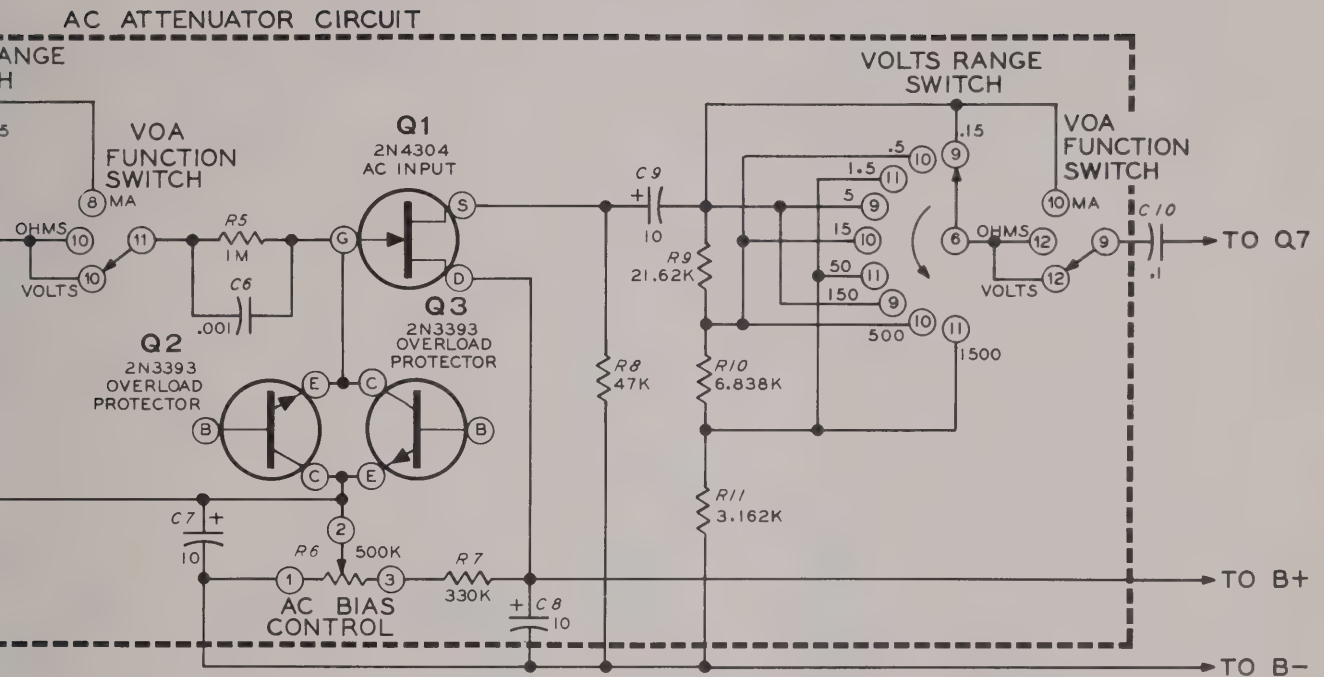 AC ATTENUATOR CIRCUIT
ANGE
H
5
VOA
FUNCTION
SWITCH
8 MA
OHMS 10
11
10
VOLTS
R5
1M
C6
.001
Q1
2N4304
AC INPUT
G
S
D
Q2
2N3393
OVERLOAD
PROTECTOR
Q3
2N3393
OVERLOAD
PROTECTOR
E
C
B
B
C
E
C7 +
10
2
R6 500K
1
3
AC BIAS
CONTROL
R7
330K
+ C8
10
R8
47K
C9
+
10
R9
21.62K
R10
6.838K
R11
3.162K
VOLTS RANGE
SWITCH
.15
9
.5 10
1.5 11
5 9
15 10
50 11
150 9
500 10
11
1500
6
OHMS 12
VOLTS 12
9
VOA
FUNCTION
SWITCH
10 MA
C10
.1
TO Q7
TO B+
TO B-